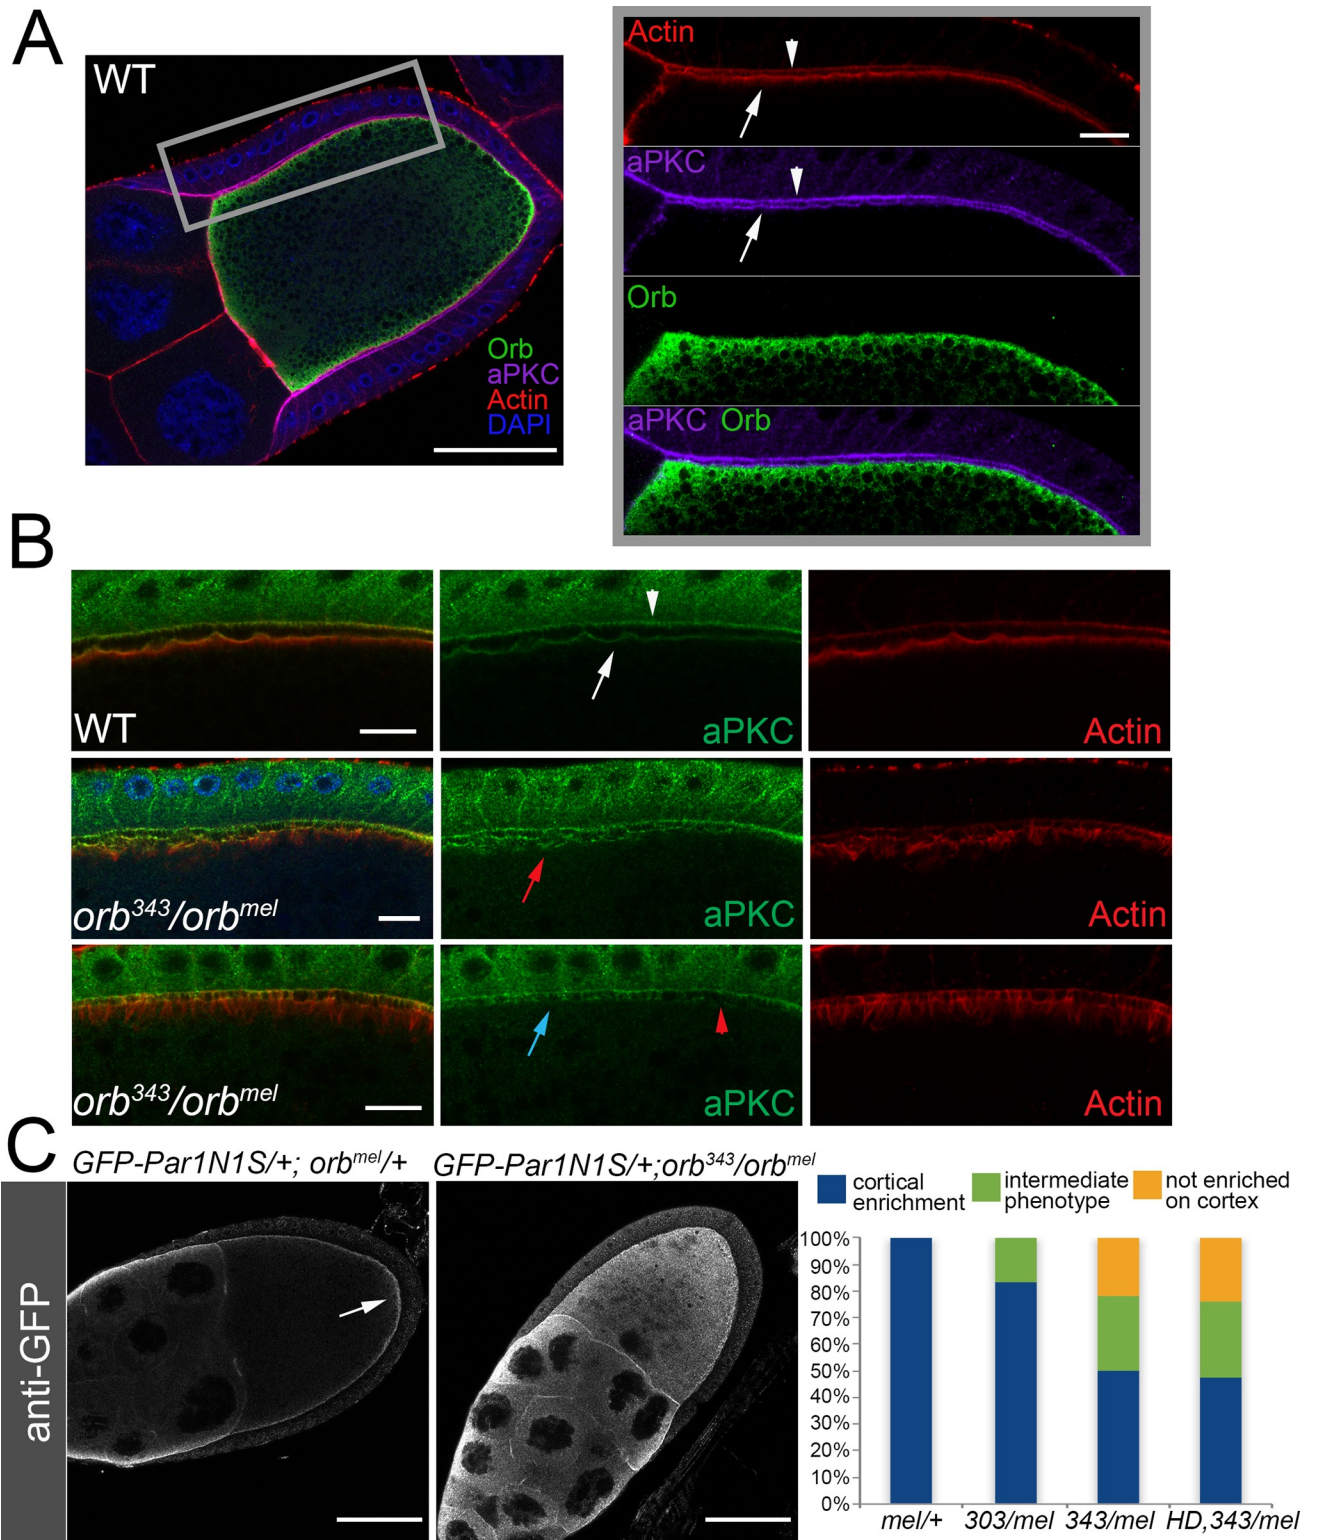 A
WT
Orb
aPKC
Actin
DAPI
Actin
aPKC
Orb
aPKC Orb
B
WT
aPKC
Actin
orb343/orbmel
aPKC
Actin
orb343/orbmel
aPKC
Actin
C
GFP-Par1N1S/+; orbmel/+
GFP-Par1N1S/+;orb343/orbmel
anti-GFP
cortical
enrichment
intermediate
phenotype
not enriched
on cortex
100%
90%
80%
70%
60%
50%
40%
30%
20%
10%
0%
mel/+ 303/mel 343/mel HD,343/mel